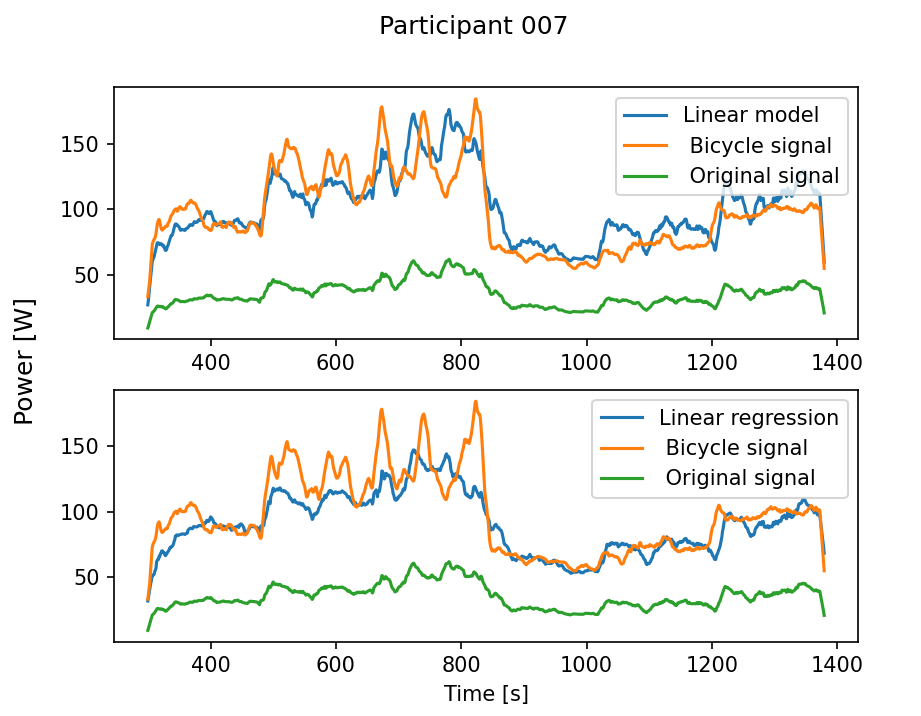 Participant 007
Power [W]
150
100
50
Linear model
Bicycle signal
Original signal
400 600 800 1000 1200 1400
150
100
50
Linear regression
Bicycle signal
Original signal
400 600 800 1000 1200 1400
Time [s]